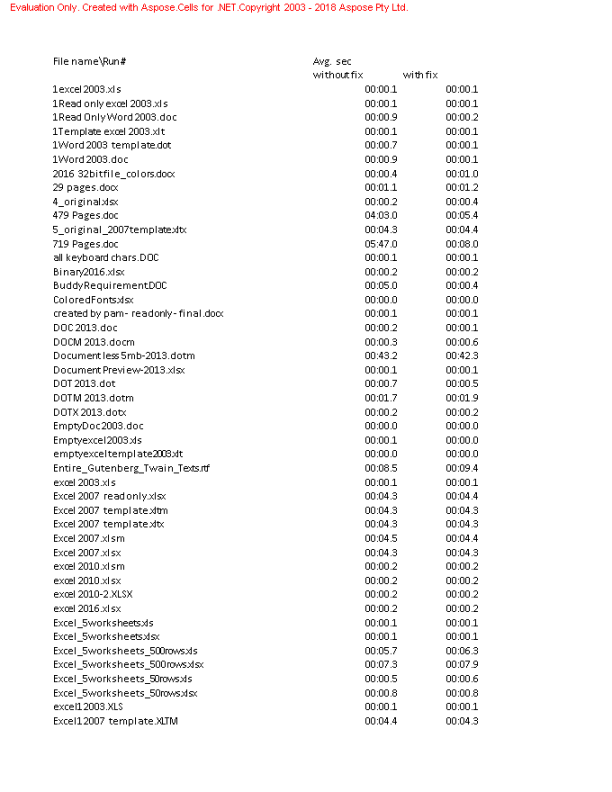 Evaluation Only. Created with Aspose.Cells for .NET.Copyright 2003 - 2018 Aspose Pty Ltd.
File name\Run# Avg. sec
without fix with fix
1excel 2003.xls 00:00.1 00:00.1
1Read only excel 2003.xls 00:00.1 00:00.1
1Read Only Word 2003.doc 00:00.9 00:00.2
1Template excel 2003.xlt 00:00.1 00:00.1
1Word 2003 template.dot 00:00.7 00:00.1
1Word 2003.doc 00:00.9 00:00.1
2016 32bitfile_colors.docx 00:00.4 00:01.0
29 pages.docx 00:01.1 00:01.2
4_original.xlsx 00:00.2 00:00.4
479 Pages.doc 04:03.0 00:05.4
5_original_2007template.xltx 00:04.3 00:04.4
719 Pages.doc 05:47.0 00:08.0
all keyboard chars.DOC 00:00.1 00:00.1
Binary2016.xlsx 00:00.2 00:00.2
BuddyRequirement.DOC 00:05.0 00:00.4
ColoredFonts.xlsx 00:00.0 00:00.0
created by pam- readonly- final.docx 00:00.1 00:00.1
DOC 2013.doc 00:00.2 00:00.1
DOCM 2013.docm 00:00.3 00:00.6
Document less 5mb-2013.dotm 00:43.2 00:42.3
Document Preview-2013.xlsx 00:00.1 00:00.1
DOT 2013.dot 00:00.7 00:00.5
DOTM 2013.dotm 00:01.7 00:01.9
DOTX 2013.dotx 00:00.2 00:00.2
EmptyDoc2003.doc 00:00.0 00:00.0
Emptyexcel2003.xls 00:00.1 00:00.0
emptyexceltemplate2003.xlt 00:00.0 00:00.0
Entire_Gutenberg_Twain_Texts.rtf 00:08.5 00:09.4
excel 2003.xls 00:00.1 00:00.1
Excel 2007 readonly.xlsx 00:04.3 00:04.4
Excel 2007 template.xltm 00:04.3 00:04.3
Excel 2007 template.xltx 00:04.3 00:04.3
Excel 2007.xlsm 00:04.5 00:04.4
Excel 2007.xlsx 00:04.3 00:04.3
excel 2010.xlsm 00:00.2 00:00.2
excel 2010.xlsx 00:00.2 00:00.2
excel 2010-2.XLSX 00:00.2 00:00.2
excel 2016.xlsx 00:00.2 00:00.2
Excel_5worksheets.xls 00:00.1 00:00.1
Excel_5worksheets.xlsx 00:00.1 00:00.1
Excel_5worksheets_500rows.xls 00:05.7 00:06.3
Excel_5worksheets_500rows.xlsx 00:07.3 00:07.9
Excel_5worksheets_50rows.xls 00:00.5 00:00.6
Excel_5worksheets_50rows.xlsx 00:00.8 00:00.8
excel12003.XLS 00:00.1 00:00.1
Excel12007 template.XLTM 00:04.4 00:04.3